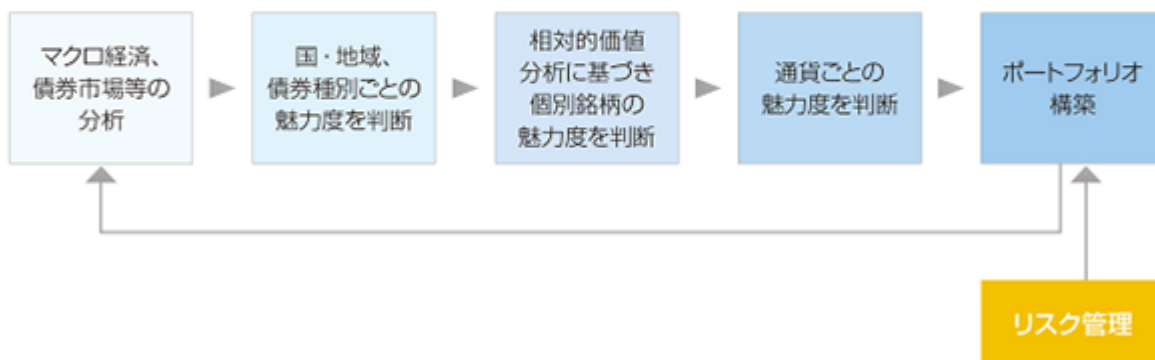 マクロ経済、
債券市場等の
分析
国・地域、
債券種別ごとの
魅力度を判断
相対的価値
分析に基づき
個別銘柄の
魅力度を判断
通貨ごとの
魅力度を判断
ポートフォリオ
構築
リスク管理